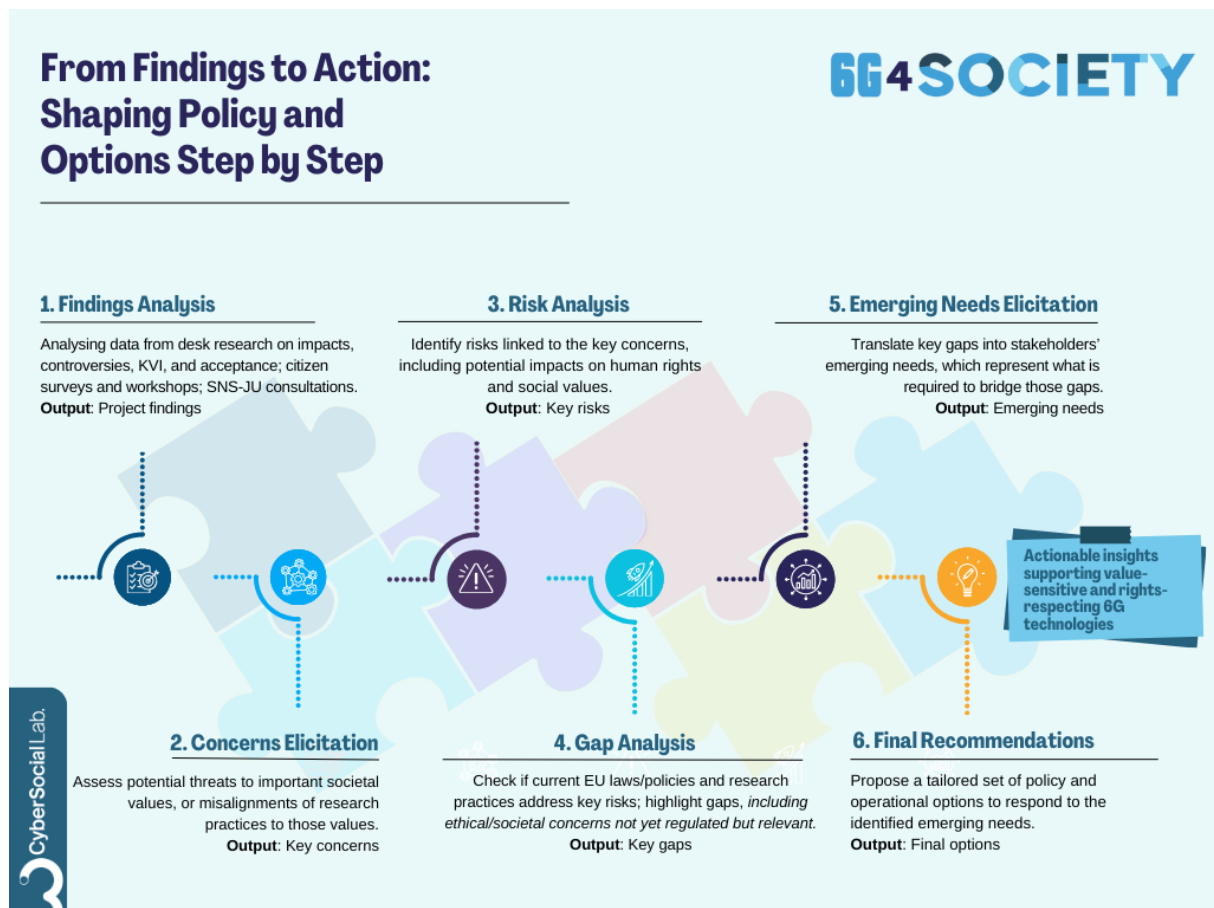 From Findings to Action:
Shaping Policy and
Options Step by Step
6G4SOCIETY
1. Findings Analysis
Analysing data from desk research on impacts,
controversies, KVI, and acceptance; citizen
surveys and workshops; SNS-JU consultations.
Output: Project findings
3. Risk Analysis
Identify risks linked to the key concerns,
including potential impacts on human rights
and social values.
Output: Key risks
5. Emerging Needs Elicitation
Translate key gaps into stakeholders'
emerging needs, which represent what is
required to bridge those gaps.
Output: Emerging needs
Actionable insights
supporting value-
sensitive and rights-
respecting 6G
technologies
2. Concerns Elicitation
Assess potential threats to important societal
values, or misalignments of research
practices to those values.
Output: Key concerns
4. Gap Analysis
Check if current EU laws/policies and research
practices address key risks; highlight gaps, including
ethical/societal concerns not yet regulated but relevant.
Output: Key gaps
6. Final Recommendations
Propose a tailored set of policy and
operational options to respond to the
identified emerging needs.
Output: Final options
CyberSocial Lab.